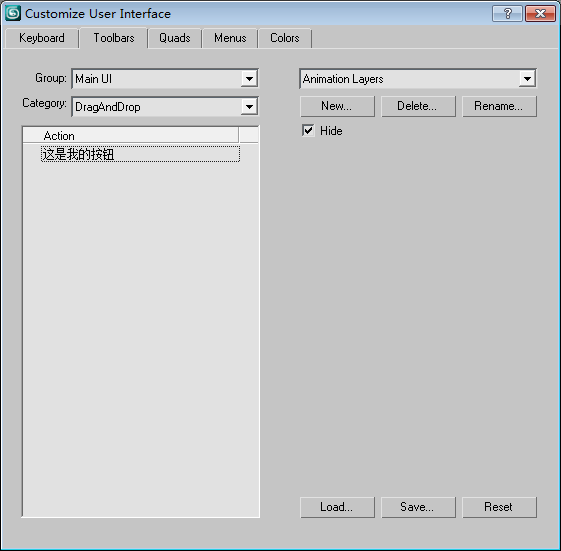 Customize User Interface
Keyboard Toolbars Quads Menus Colors
Group: Main UI
Category: DragAndDrop
Action
这是我的按钮
Animation Layers
New... Delete... Rename...
Hide
Load... Save... Reset